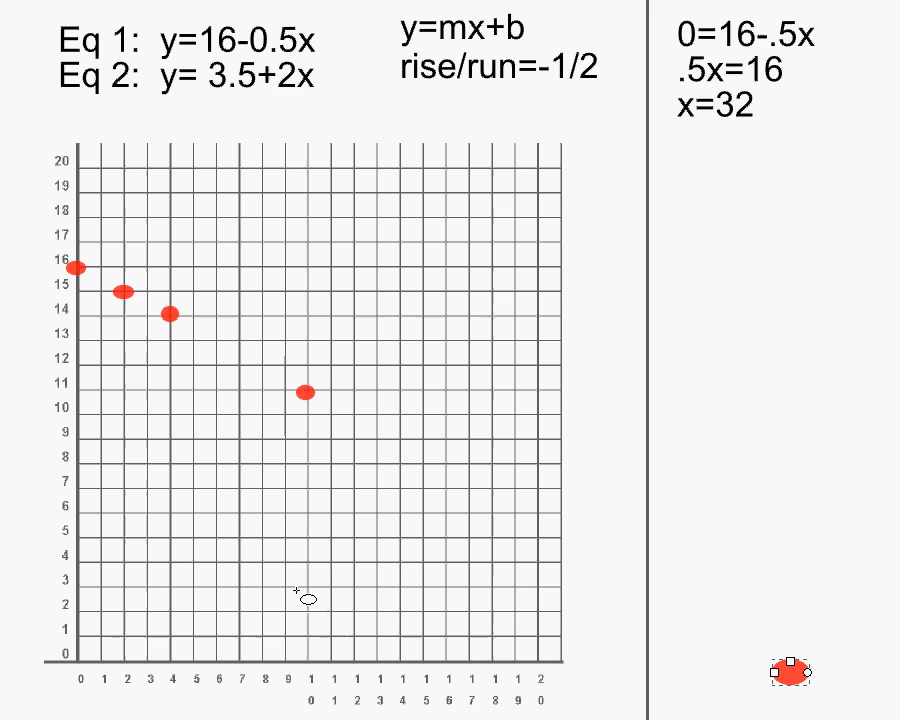 Eq 1: y=16-0.5x
Eq 2: y= 3.5+2x
y=mx+b
rise/run=-1/2
0=16-.5x
.5x=16
x=32
20
19
18
17
16
15
14
13
12
11
10
9
8
7
6
5
4
3
2
1
0
0 1 2 3 4 5 6 7 8 9 10 11 12 13 14 15 16 17 18 19 20